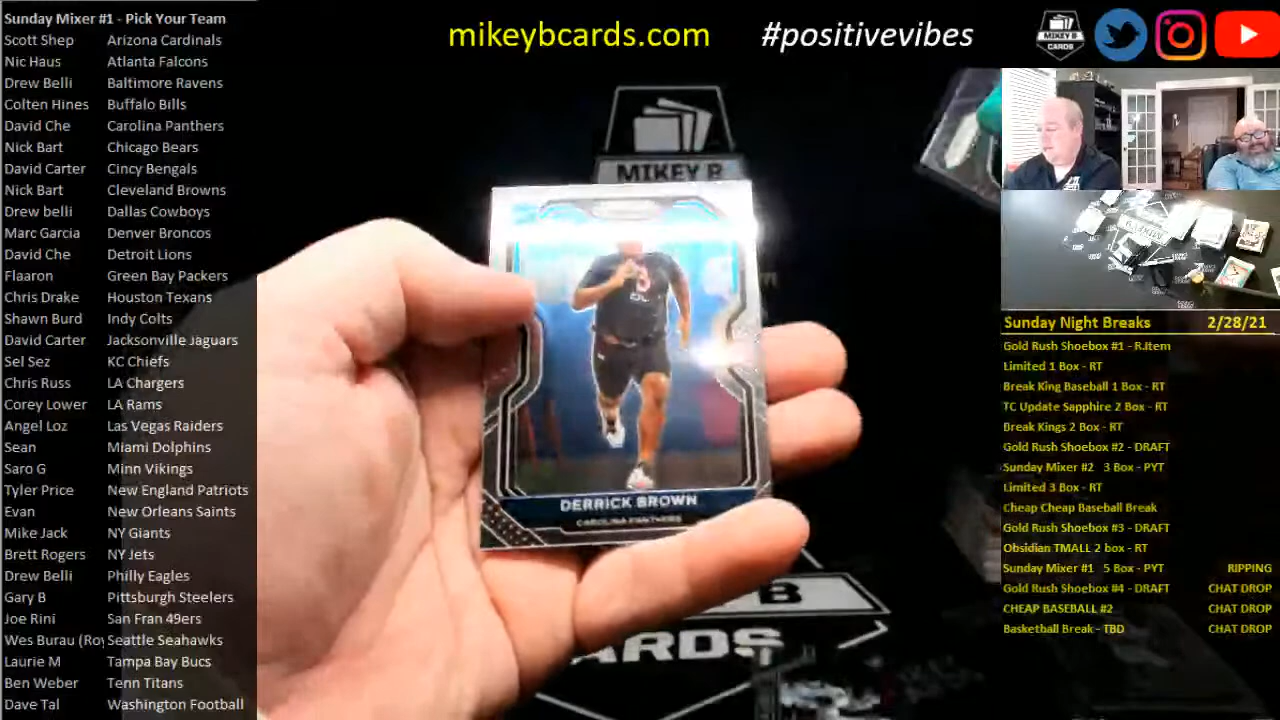 Sunday Mixer #1 - Pick Your Team
Scott Shep Arizona Cardinals
Nic Haus Atlanta Falcons
Drew Belli Baltimore Ravens
Colten Hines Buffalo Bills
David Che Carolina Panthers
Nick Bart Chicago Bears
David Carter Cincy Bengals
Nick Bart Cleveland Browns
Drew belli Dallas Cowboys
Marc Garcia Denver Broncos
David Che Detroit Lions
Flaaron Green Bay Packers
Chris Drake Houston Texans
Shawn Burd Indy Colts
David Carter Jacksonville Jaguars
Sel Sez KC Chiefs
Chris Russ LA Chargers
Corey Lower LA Rams
Angel Loz Las Vegas Raiders
Sean Miami Dolphins
Saro G Minn Vikings
Tyler Price New England Patriots
Evan New Orleans Saints
Mike Jack NY Giants
Brett Rogers NY Jets
Drew Belli Philly Eagles
Gary B Pittsburgh Steelers
Joe Rini San Fran 49ers
Wes Burau (Roy Seattle Seahawks
Laurie M Tampa Bay Bucs
Ben Weber Tenn Titans
Dave Tal Washington Football
mikeybcards.com #positivevibes
MIKEY B
CARDS
MIKEY B
DERRICK BROWN
CAROLINA PANTHERS
B
CARDS
Sunday Night Breaks 2/28/21
Gold Rush Shoebox #1 - R.Item
Limited 1 Box - RT
Break King Baseball 1 Box - RT
TC Update Sapphire 2 Box - RT
Break Kings 2 Box - RT
Gold Rush Shoebox #2 - DRAFT
Sunday Mixer #2 3 Box - PYT
Limited 3 Box - RT
Cheap Cheap Baseball Break
Gold Rush Shoebox #3 - DRAFT
Obsidian TMALL 2 box - RT
Sunday Mixer #1 5 Box - PYT RIPPING
Gold Rush Shoebox #4 - DRAFT CHAT DROP
CHEAP BASEBALL #2 CHAT DROP
Basketball Break - TBD CHAT DROP